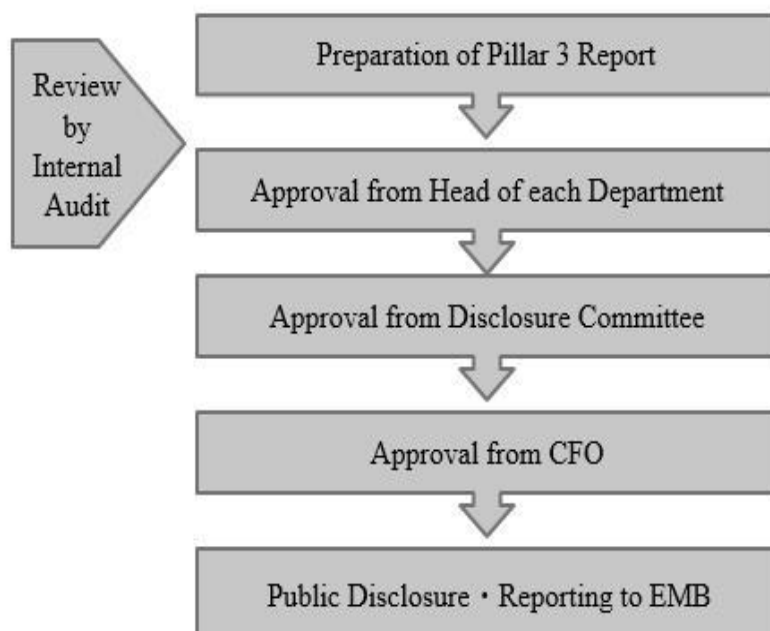 Review
by
Internal
Audit
Preparation of Pillar 3 Report
Approval from Head of each Department
Approval from Disclosure Committee
Approval from CFO
Public Disclosure・Reporting to EMB